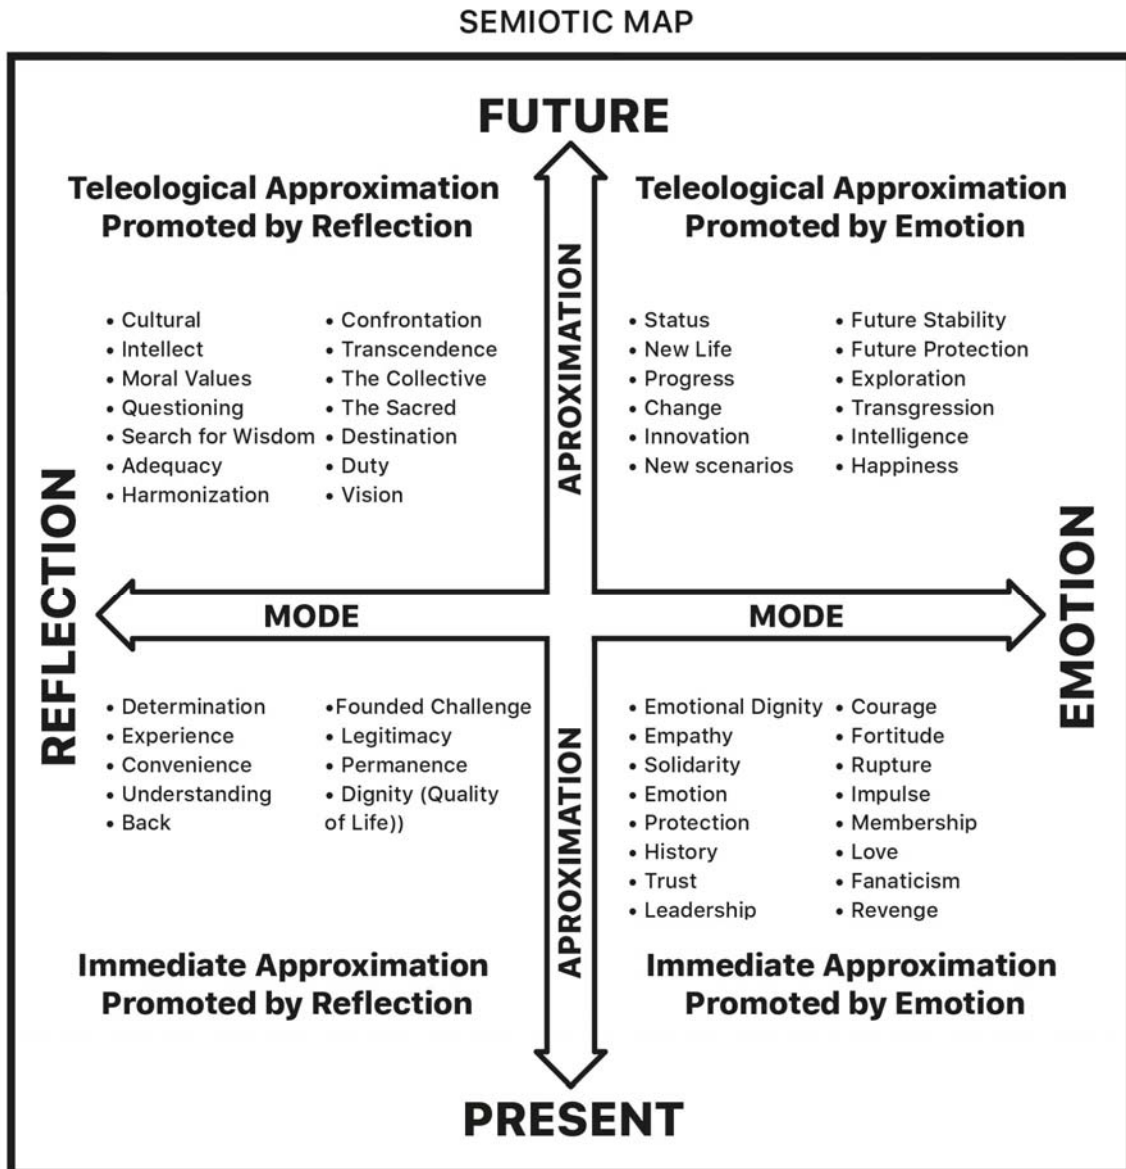 SEMIOTIC MAP
FUTURE
Teleological Approximation
Promoted by Reflection
• Cultural
• Intellect
• Moral Values
• Questioning
• Search for Wisdom
• Adequacy
• Harmonization
• Confrontation
• Transcendence
• The Collective
• The Sacred
• Destination
• Duty
• Vision
APROXIMATION
Teleological Approximation
Promoted by Emotion
• Status
• New Life
• Progress
• Change
• Innovation
• New scenarios
• Future Stability
• Future Protection
• Exploration
• Transgression
• Intelligence
• Happiness
REFLECTION
MODE
MODE
EMOTION
• Determination
• Experience
• Convenience
• Understanding
• Back
•Founded Challenge
• Legitimacy
• Permanence
• Dignity (Quality
of Life))
Immediate Approximation
Promoted by Reflection
APROXIMATION
• Emotional Dignity
• Empathy
• Solidarity
• Emotion
• Protection
• History
• Trust
• Leadership
• Courage
• Fortitude
• Rupture
• Impulse
• Membership
• Love
• Fanaticism
• Revenge
Immediate Approximation
Promoted by Emotion
PRESENT